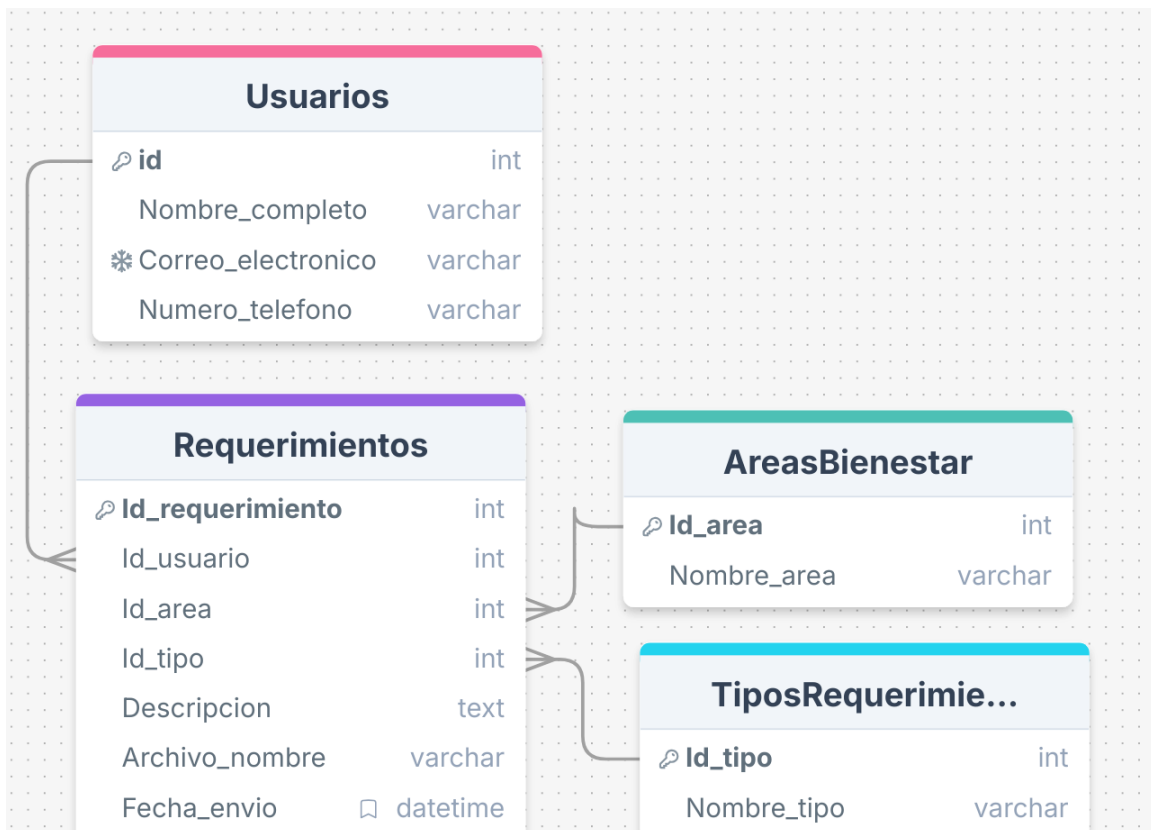 Usuarios
id int
Nombre_completo varchar
Correo_electronico varchar
Numero_telefono varchar
Requerimientos
Id_requerimiento int
Id_usuario int
Id_area int
Id_tipo int
Descripcion text
Archivo_nombre varchar
Fecha_envio datetime
AreasBienestar
Id_area int
Nombre_area varchar
TiposRequerimie...
Id_tipo int
Nombre_tipo varchar